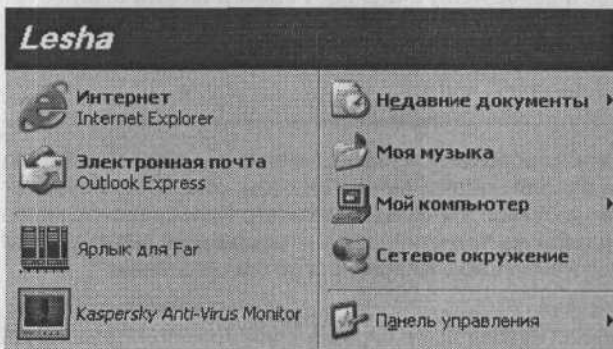 Lesha
Интернет
Internet Explorer
Электронная почта
Outlook Express
Ярлык для Far
Kaspersky Anti-Virus Monitor
Недавние документы
Моя музыка
Мой компьютер
Сетевое окружение
Панель управления